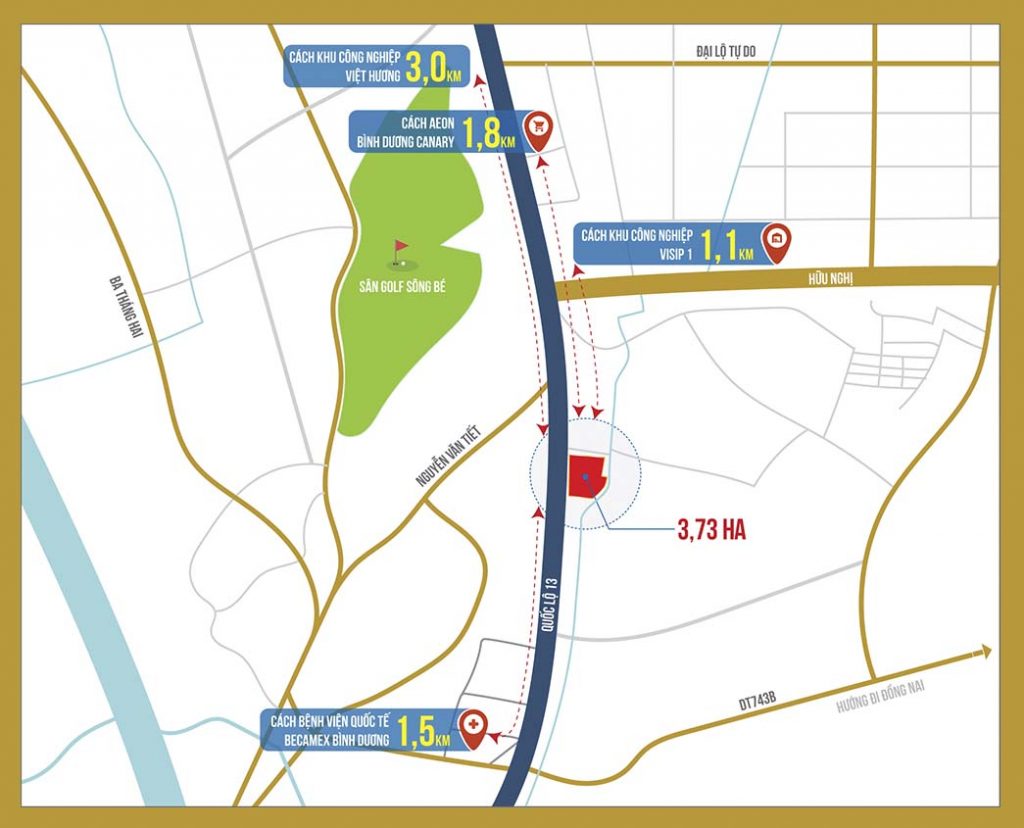 ĐẠI LỘ TỰ DO
CÁCH KHU CÔNG NGHIỆP
VIỆT HƯƠNG 3,0 KM
CÁCH AEON
BÌNH DƯƠNG CANARY 1,8 KM
CÁCH KHU CÔNG NGHIỆP
VISIP 1 1,1 KM
HỮU NGHỊ
BA THÁNG HAI
SÂN GOLF SÔNG BÉ
NGUYỄN VĂN TIẾT
3,73 HA
QUỐC LỘ 13
DT743B
HƯỚNG ĐI ĐỒNG NAI
CÁCH BỆNH VIỆN QUỐC TẾ
BECAMEX BÌNH DƯƠNG 1,5 KM